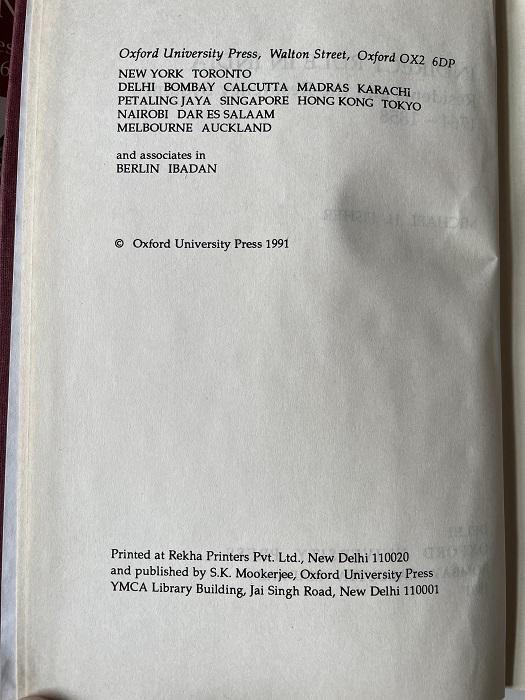 Oxford University Press, Walton Street, Oxford OX2 6DP
NEW YORK TORONTO
DELHI BOMBAY CALCUTTA MADRAS KARACHI
PETALING JAYA SINGAPORE HONG KONG TOKYO
NAIROBI DAR ES SALAAM
MELBOURNE AUCKLAND
and associates in
BERLIN IBADAN
© Oxford University Press 1991
Printed at Rekha Printers Pvt. Ltd., New Delhi 110020
and published by S.K. Mookerjee, Oxford University Press
YMCA Library Building, Jai Singh Road, New Delhi 110001